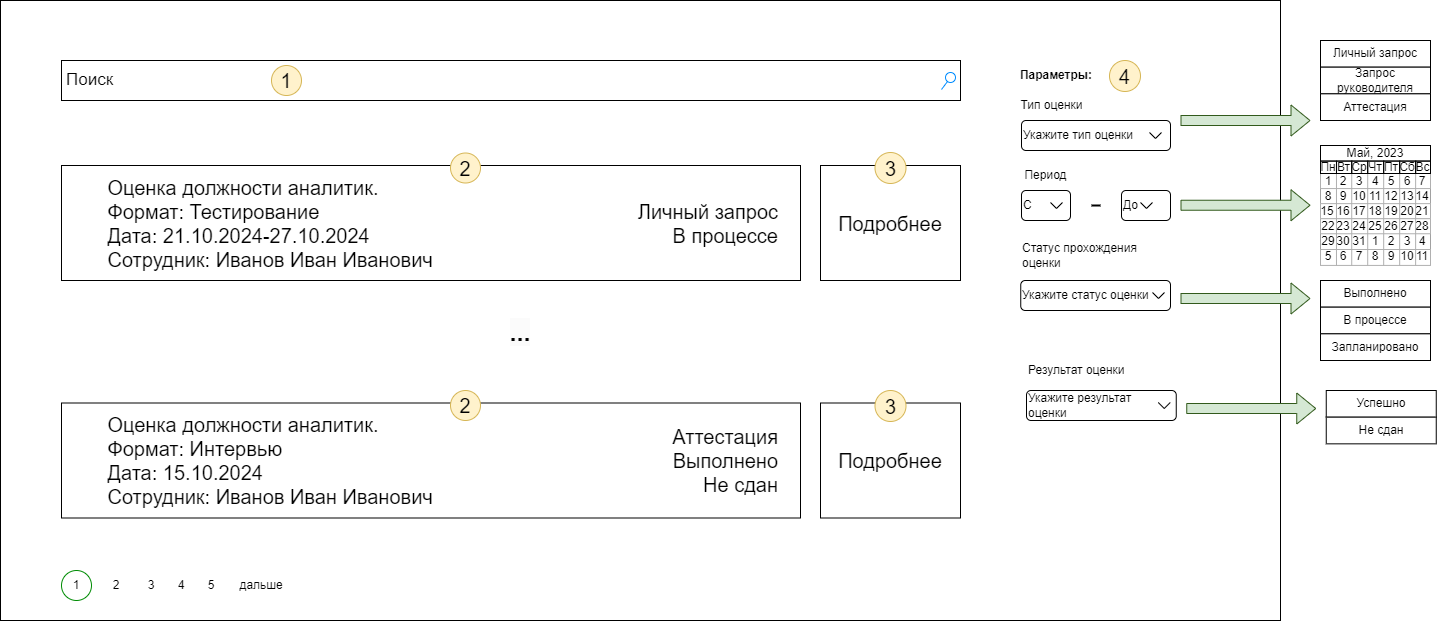 Поиск
1
2
Оценка должности аналитик.
Формат: Тестирование
Дата: 21.10.2024-27.10.2024
Сотрудник: Иванов Иван Иванович
Личный запрос
В процессе
3
Подробнее
...
2
Оценка должности аналитик.
Формат: Интервью
Дата: 15.10.2024
Сотрудник: Иванов Иван Иванович
Аттестация
Выполнено
Не сдан
3
Подробнее
1 2 3 4 5 дальше
Параметры:
4
Тип оценки
Укажите тип оценки
Период
С
–
До
Статус прохождения
оценки
Укажите статус оценки
Результат оценки
Укажите результат
оценки
Личный запрос
Запрос
руководителя
Аттестация
Май, 2023
Пн Вт Ср Чт Пт Сб Вс
1 2 3 4 5 6 7
8 9 10 11 12 13 14
15 16 17 18 19 20 21
22 23 24 25 26 27 28
29 30 31 1 2 3 4
5 6 7 8 9 10 11
Выполнено
В процессе
Запланировано
Успешно
Не сдан